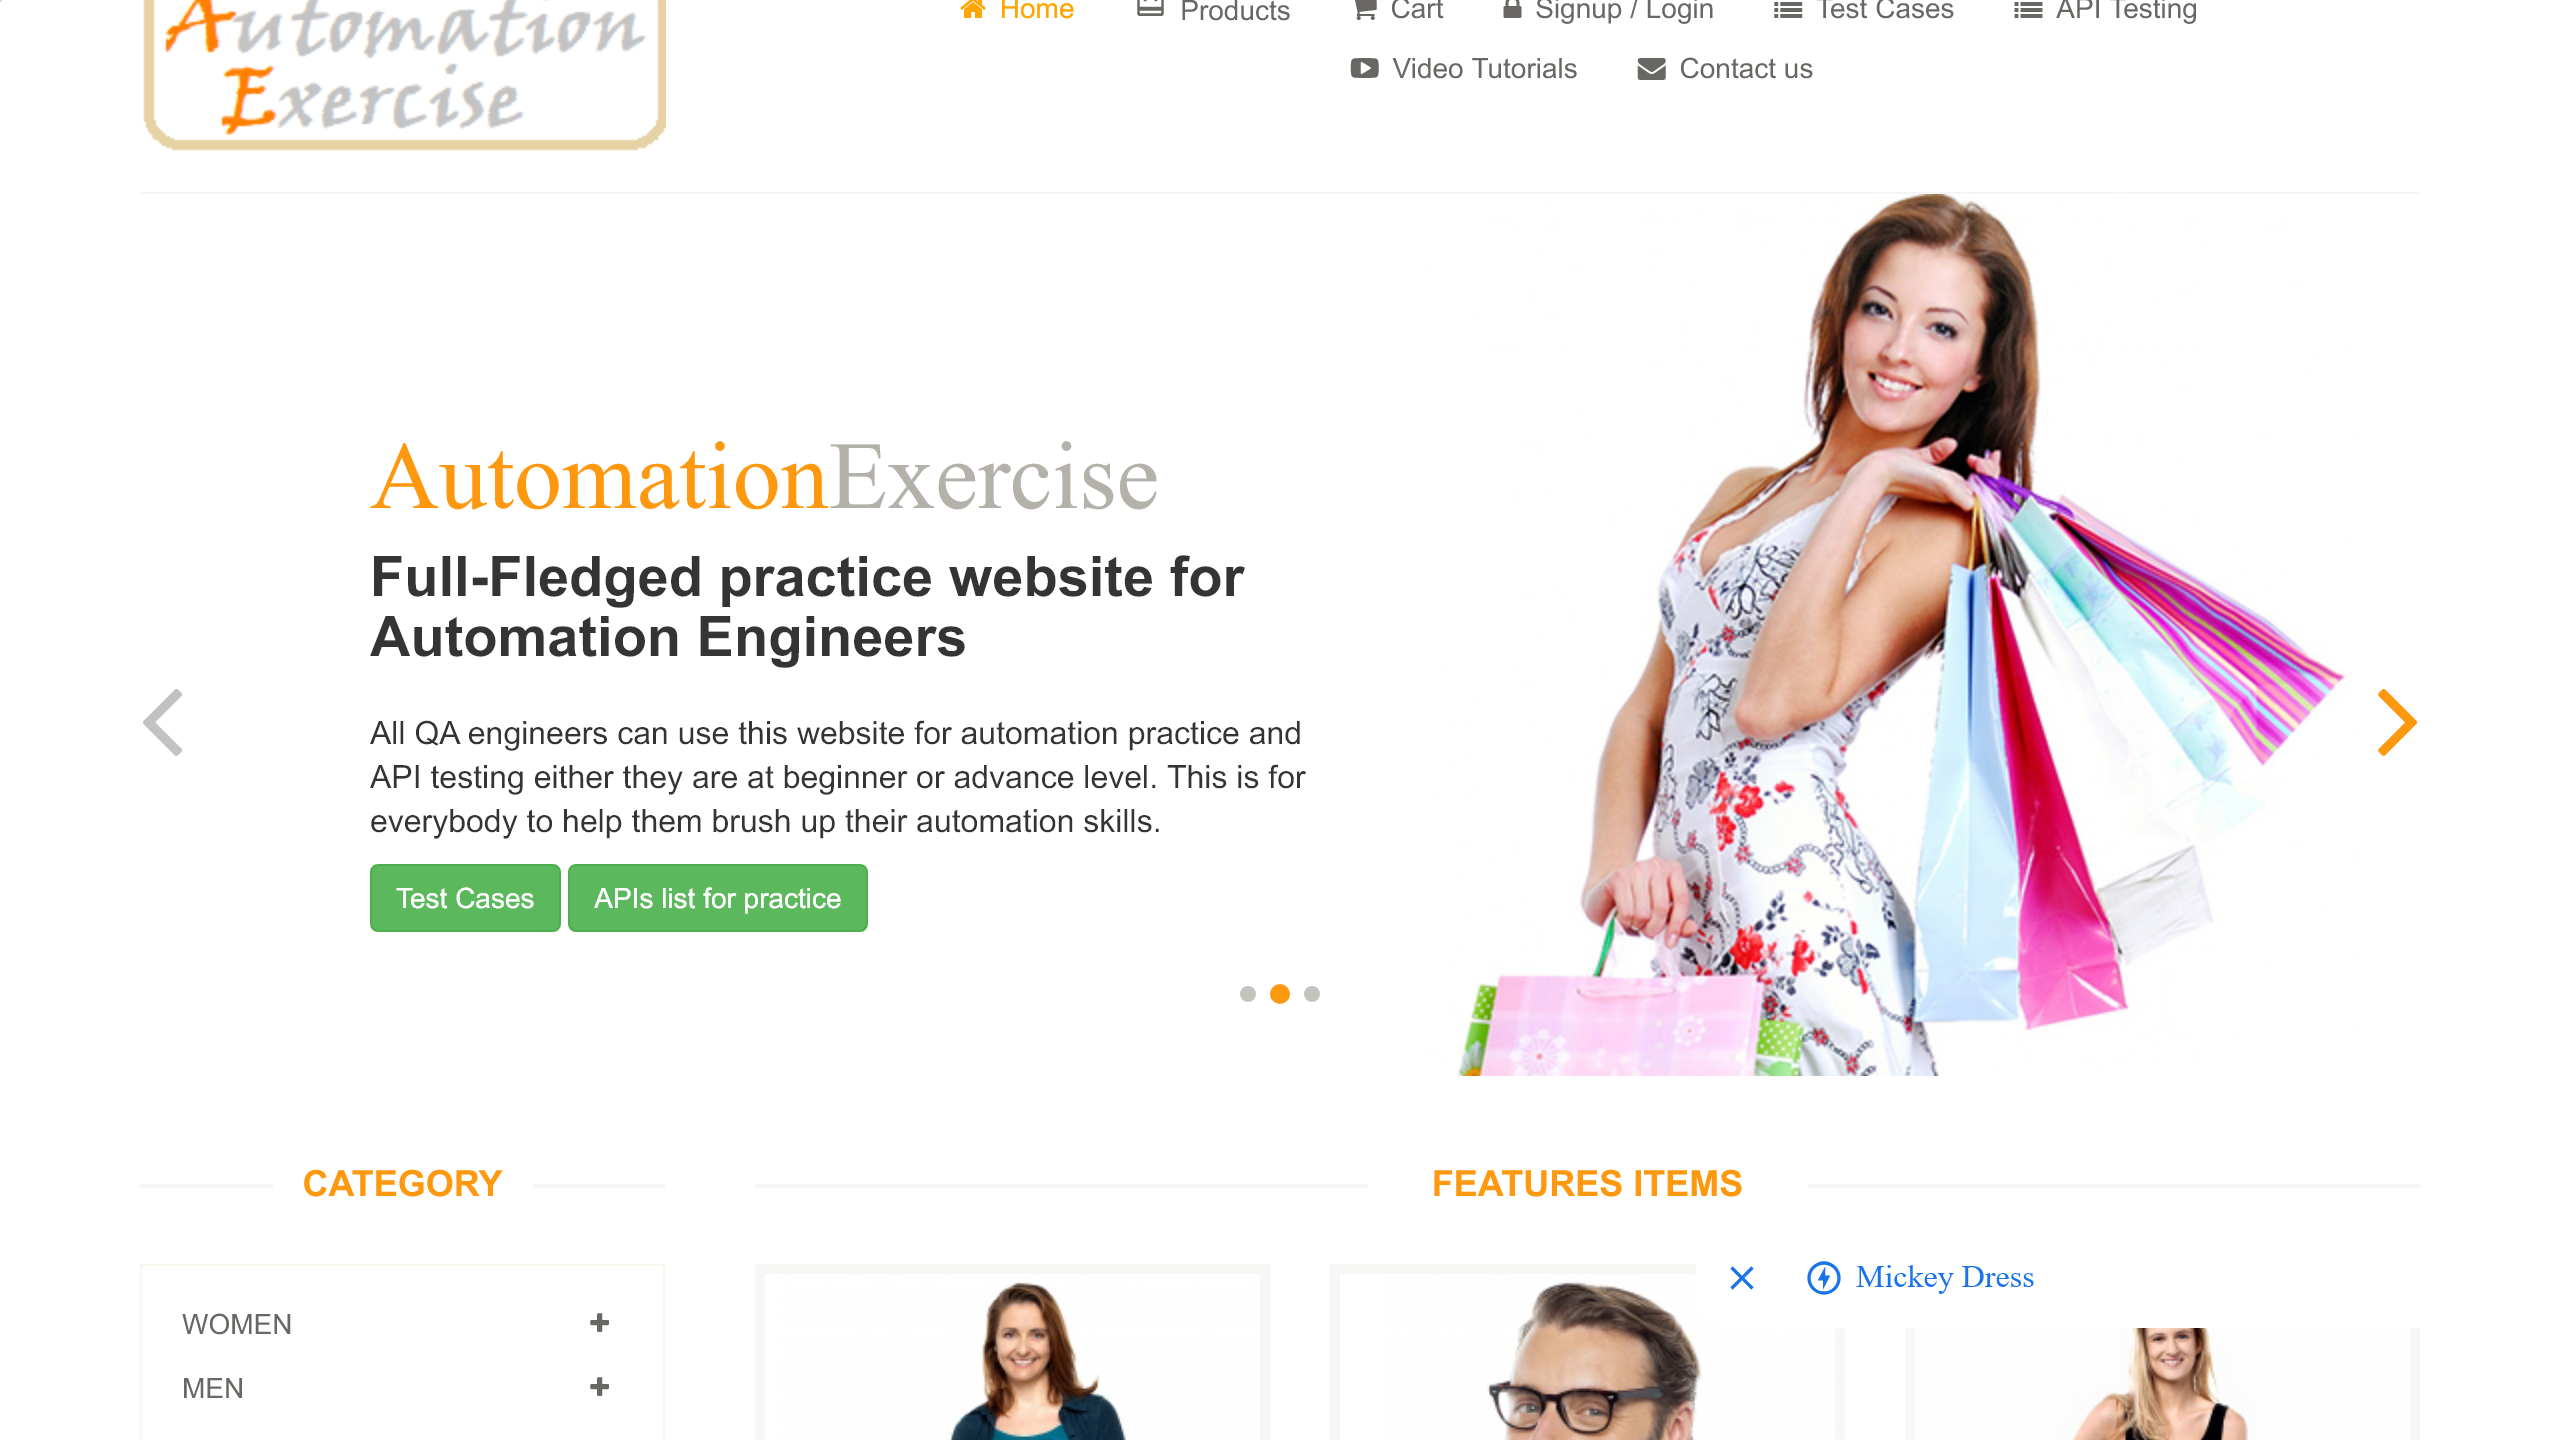 Automation
Exercise
Home
Products
Cart
Signup / Login
Test Cases
API Testing
Video Tutorials
Contact us
AutomationExercise
Full-Fledged practice website for
Automation Engineers
All QA engineers can use this website for automation practice and
API testing either they are at beginner or advance level. This is for
everybody to help them brush up their automation skills.
Test Cases
APIs list for practice
CATEGORY
FEATURES ITEMS
WOMEN
MEN
Mickey Dress